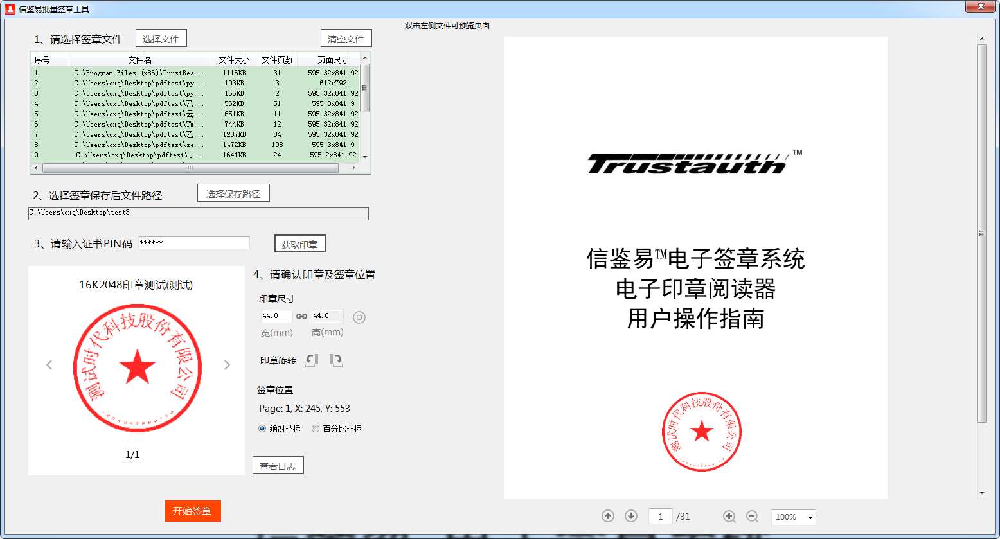 信鉴易批量签章工具
双击左侧文件可预览页面
1、请选择签章文件 选择文件 清空文件
序号 文件名 文件大小 文件页数 页面尺寸
1 C:\Program Files (x86)\TrustRea... 1116KB 31 595.32x841.92
2 C:\Users\cxq\Desktop\pdftest\py... 103KB 3 612x792
3 C:\Users\cxq\Desktop\pdftest\py... 165KB 2 595.32x841.92
4 C:\Users\cxq\Desktop\pdftest\乙... 562KB 51 595.3x841.9
5 C:\Users\cxq\Desktop\pdftest\云... 651KB 11 595.32x841.92
6 C:\Users\cxq\Desktop\pdftest\TW... 744KB 12 595.32x841.92
7 C:\Users\cxq\Desktop\pdftest\乙... 1207KB 84 595.32x841.92
8 C:\Users\cxq\Desktop\pdftest\se... 1472KB 108 595.3x841.9
9 C:\Users\cxq\Desktop\pdftest\[... 1641KB 24 595.2x841.92
2、选择签章保存后文件路径 选择保存路径
C:\Users\cxq\Desktop\test3
3、请输入证书PIN码 ****** 获取印章
16K2048印章测试(测试)
测试时代科技股份有限公司
1/1
4、请确认印章及签章位置
印章尺寸
44.0 44.0
宽(mm) 高(mm)
印章旋转
签章位置
Page: 1, X: 245, Y: 553
绝对坐标 百分比坐标
查看日志
开始签章
Trustauth™
信鉴易™电子签章系统
电子印章阅读器
用户操作指南
测试时代科技股份有限公司
1 /31 100%